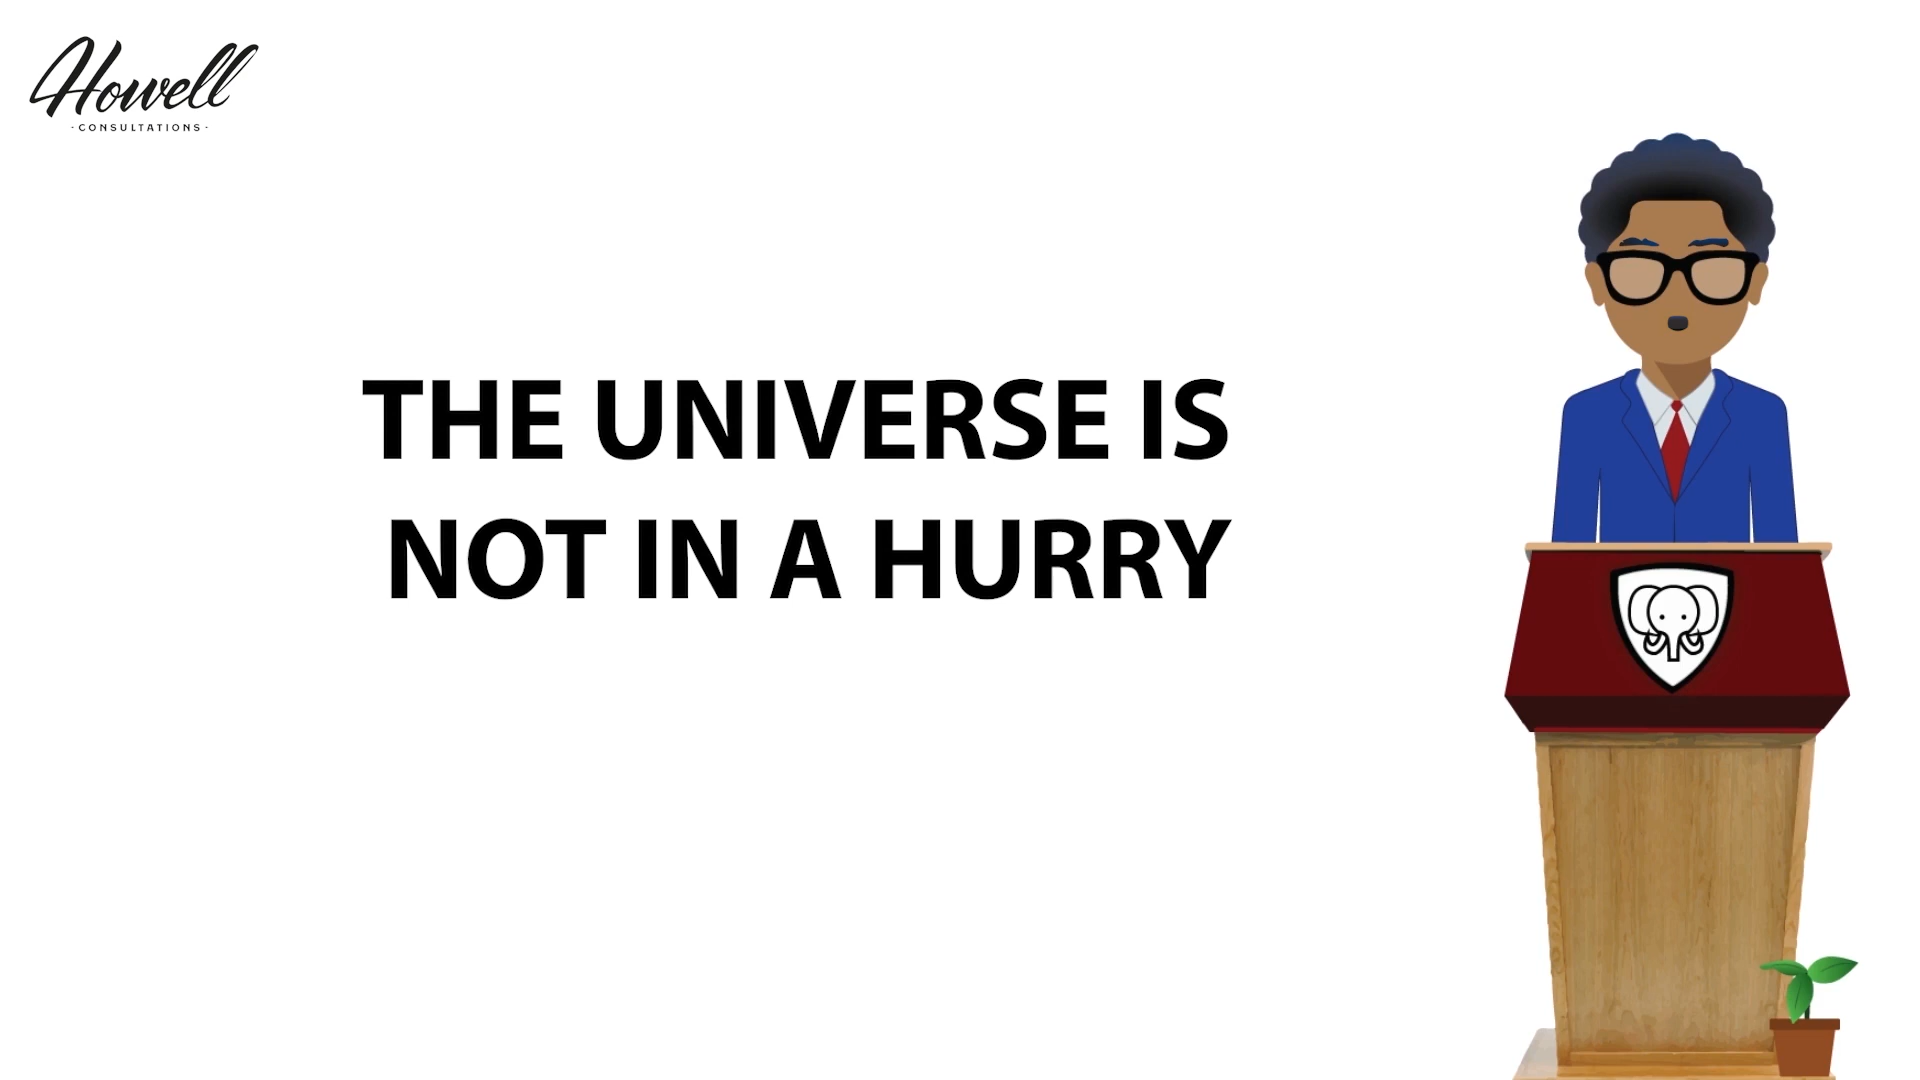 Howell
·CONSULTATIONS·
THE UNIVERSE IS
NOT IN A HURRY